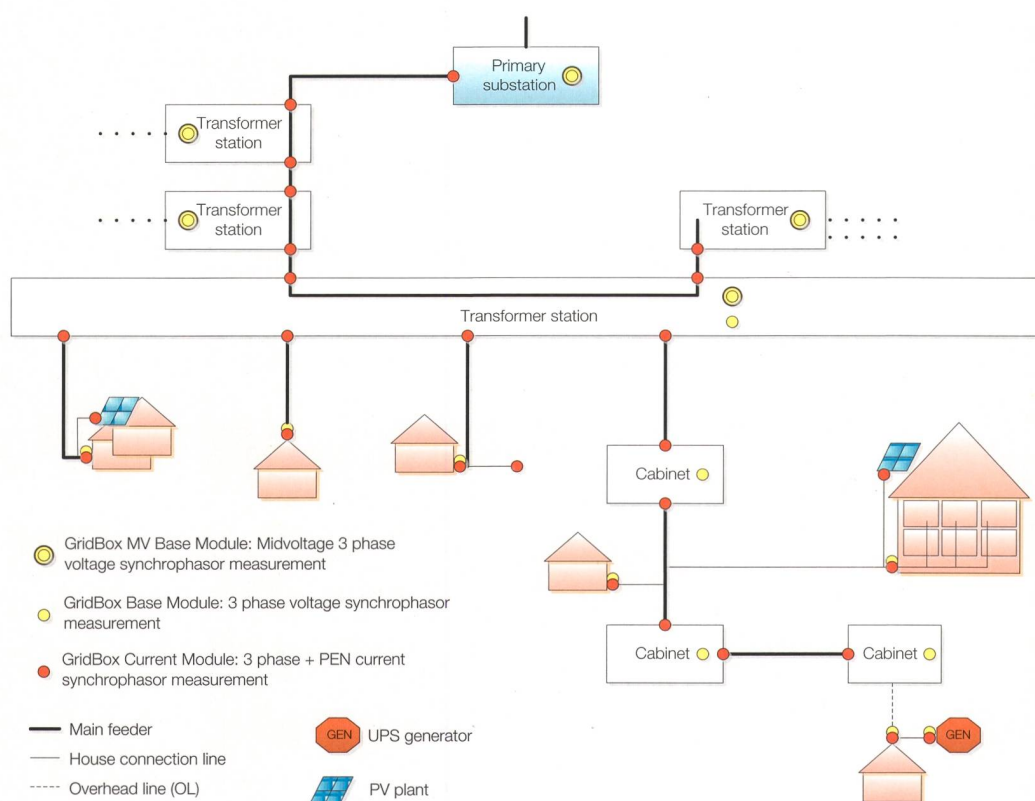 Primary
substation
Transformer
station
Transformer
station
Transformer
station
Transformer station
Cabinet
Cabinet
Cabinet
GridBox MV Base Module: Midvoltage 3 phase
voltage synchrophasor measurement
GridBox Base Module: 3 phase voltage synchrophasor
measurement
GridBox Current Module: 3 phase + PEN current
synchrophasor measurement
Main feeder
House connection line
Overhead line (OL)
GEN
UPS generator
PV plant
GEN